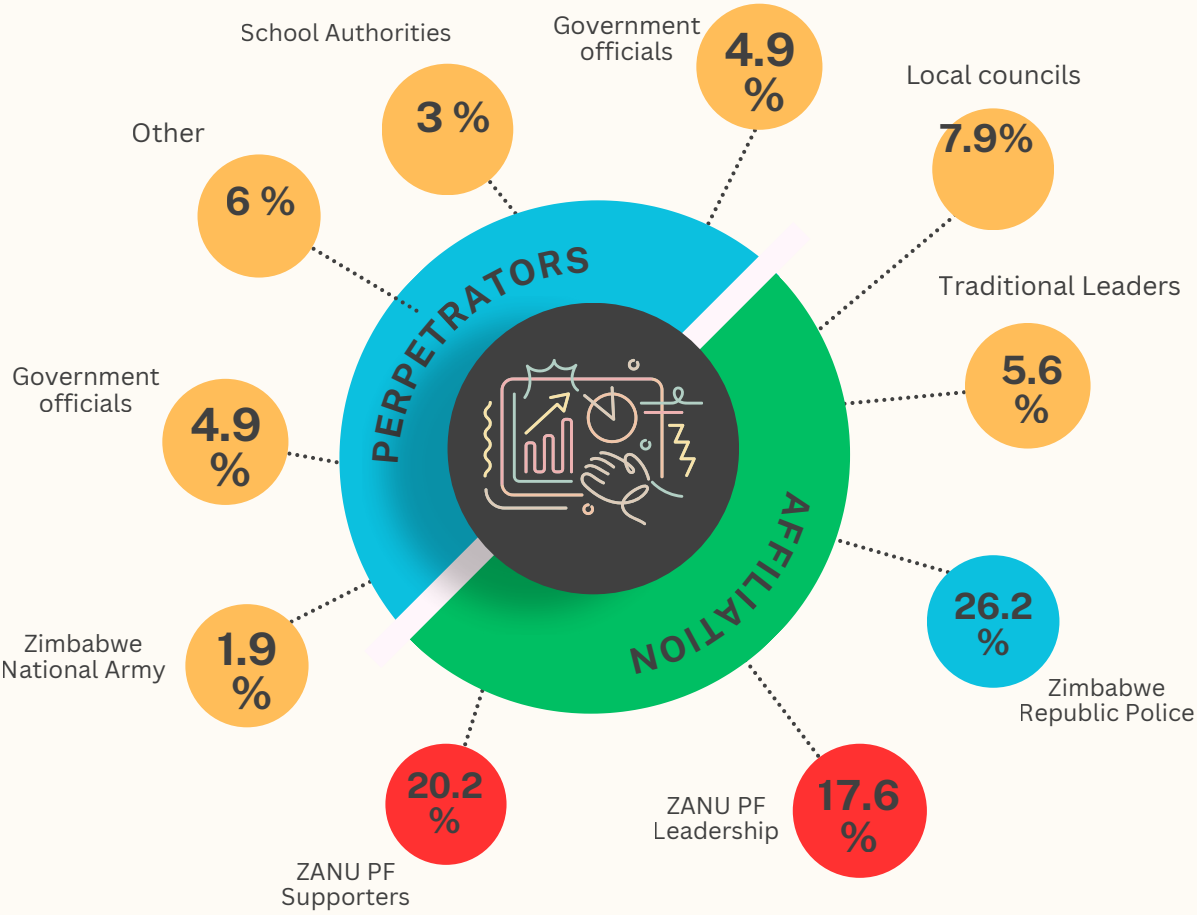 School Authorities
3 %
Government
officials
4.9
%
Local councils
7.9%
Other
6 %
Traditional Leaders
5.6
%
PERPETRATORS
Government
officials
4.9
%
AFFILIATION
Zimbabwe
National Army
1.9
%
26.2
%
Zimbabwe
Republic Police
20.2
%
ZANU PF
Supporters
ZANU PF
Leadership
17.6
%